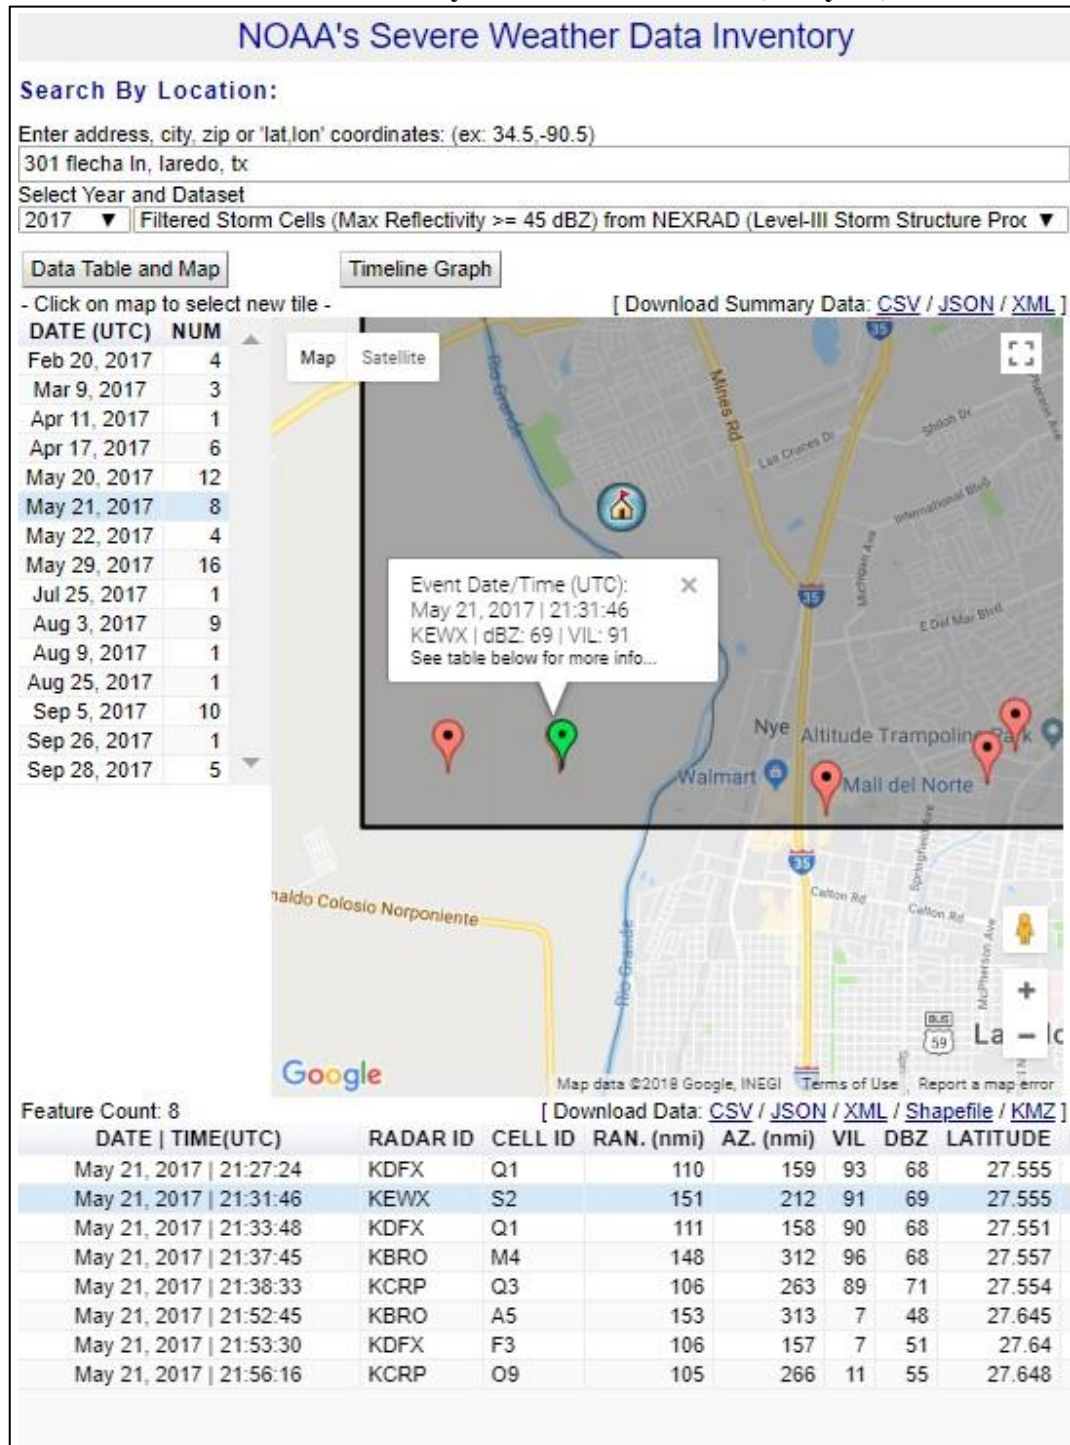 NOAA's Severe Weather Data Inventory
Search By Location:
Enter address, city, zip or 'lat,lon' coordinates: (ex: 34.5,-90.5)
301 flecha ln, laredo, tx
Select Year and Dataset
2017 ▼ Filtered Storm Cells (Max Reflectivity >= 45 dBZ) from NEXRAD (Level-III Storm Structure Proc ▼
Data Table and Map Timeline Graph
- Click on map to select new tile - [ Download Summary Data: CSV / JSON / XML ]
DATE (UTC) NUM
Feb 20, 2017 4
Mar 9, 2017 3
Apr 11, 2017 1
Apr 17, 2017 6
May 20, 2017 12
May 21, 2017 8
May 22, 2017 4
May 29, 2017 16
Jul 25, 2017 1
Aug 3, 2017 9
Aug 9, 2017 1
Aug 25, 2017 1
Sep 5, 2017 10
Sep 26, 2017 1
Sep 28, 2017 5
Map Satellite
35
Rio Grande
Mines Rd
Shiloh Dr
Las Cruces Dr
International Blvd
Michigan Ave
35
E Del Mar Blvd
Event Date/Time (UTC): ×
May 21, 2017 | 21:31:46
KEWX | dBZ: 69 | VIL: 91
See table below for more info...
Nye
Altitude Trampoline Park
Walmart
Mall del Norte
Springfield Ave
35
Calton Rd
Calton Rd
naldo Colosio Norponiente
Rio Grande
McPherson Ave
+
BUS
59
La
−
Google
Map data ©2018 Google, INEGI Terms of Use Report a map error
Feature Count: 8 [ Download Data: CSV / JSON / XML / Shapefile / KMZ ]
DATE | TIME(UTC) RADAR ID CELL ID RAN. (nmi) AZ. (nmi) VIL DBZ LATITUDE
May 21, 2017 | 21:27:24 KDFX Q1 110 159 93 68 27.555
May 21, 2017 | 21:31:46 KEWX S2 151 212 91 69 27.555
May 21, 2017 | 21:33:48 KDFX Q1 111 158 90 68 27.551
May 21, 2017 | 21:37:45 KBRO M4 148 312 96 68 27.557
May 21, 2017 | 21:38:33 KCRP Q3 106 263 89 71 27.554
May 21, 2017 | 21:52:45 KBRO A5 153 313 7 48 27.645
May 21, 2017 | 21:53:30 KDFX F3 106 157 7 51 27.64
May 21, 2017 | 21:56:16 KCRP O9 105 266 11 55 27.648